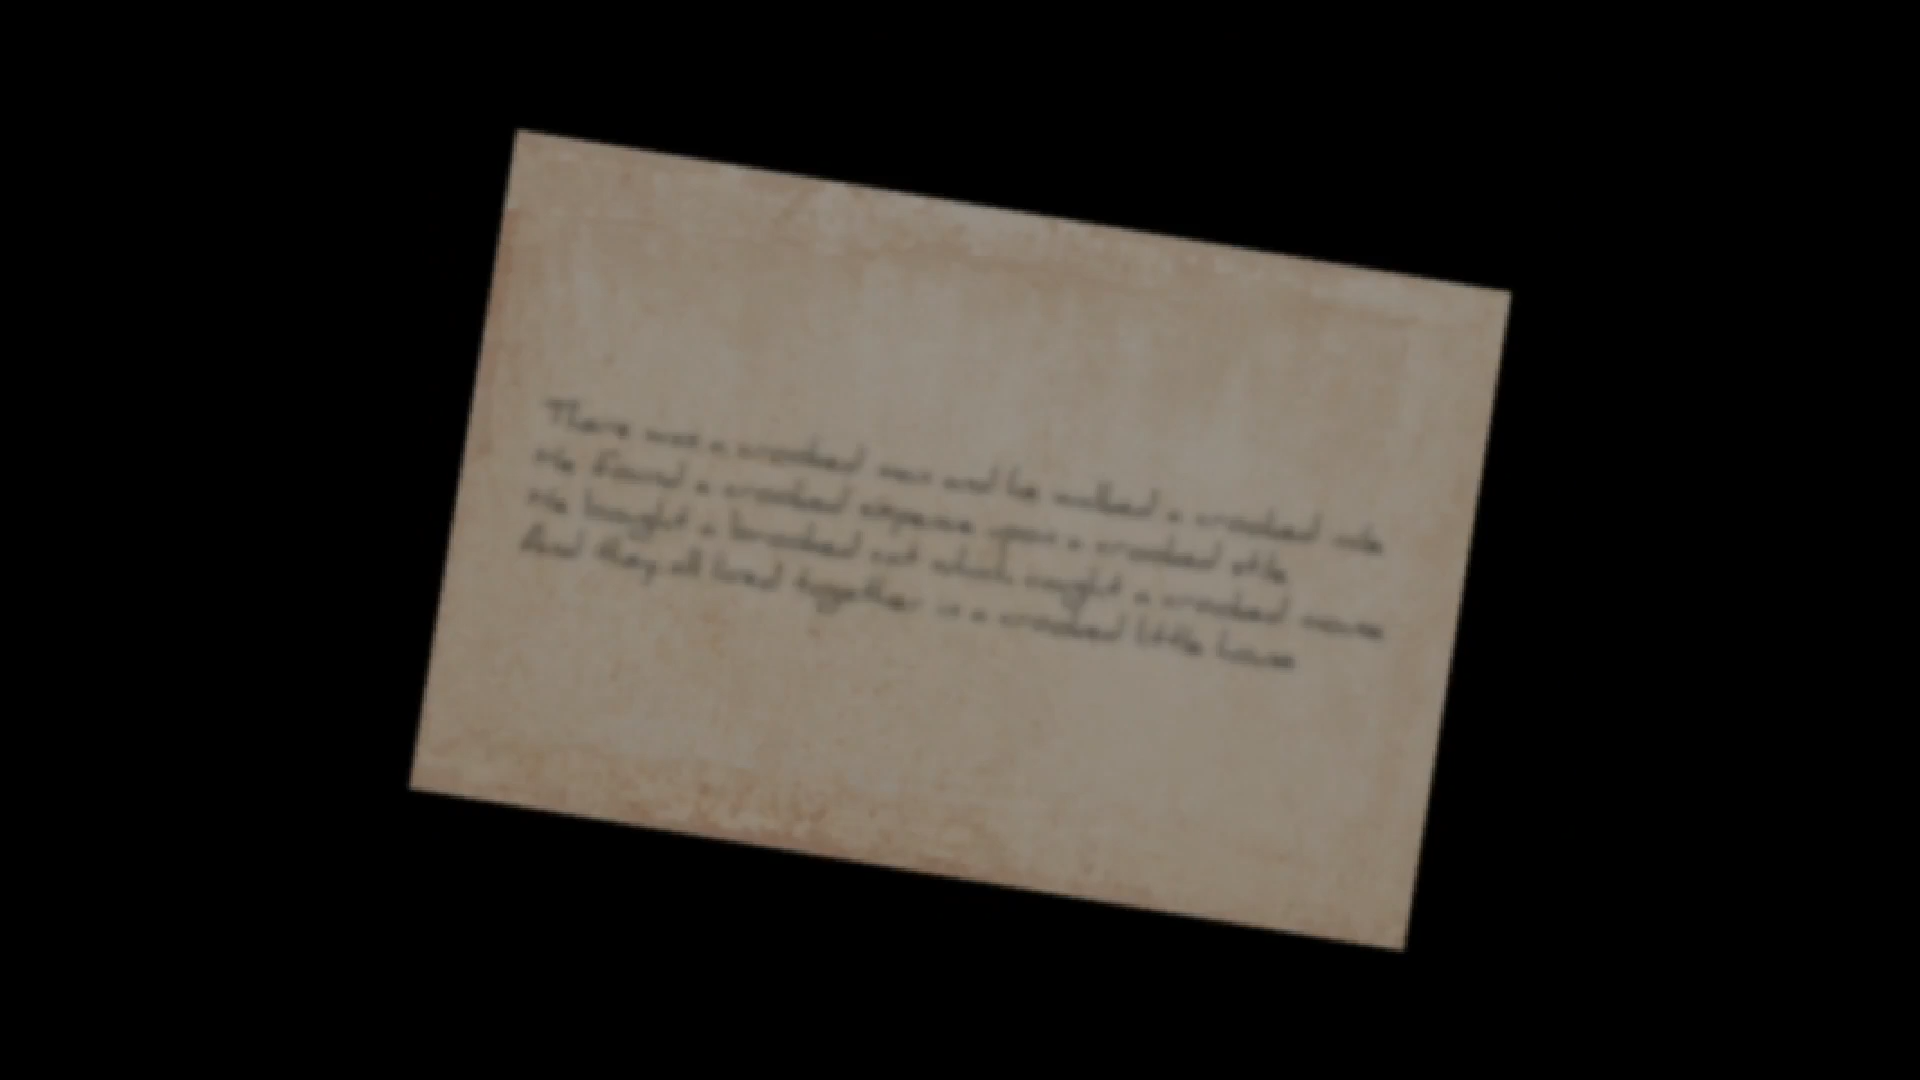 There was a crooked man and he walked a crooked mile
He found a crooked sixpence upon a crooked stile
He bought a crooked cat which caught a crooked mouse
And they all lived together in a crooked little house